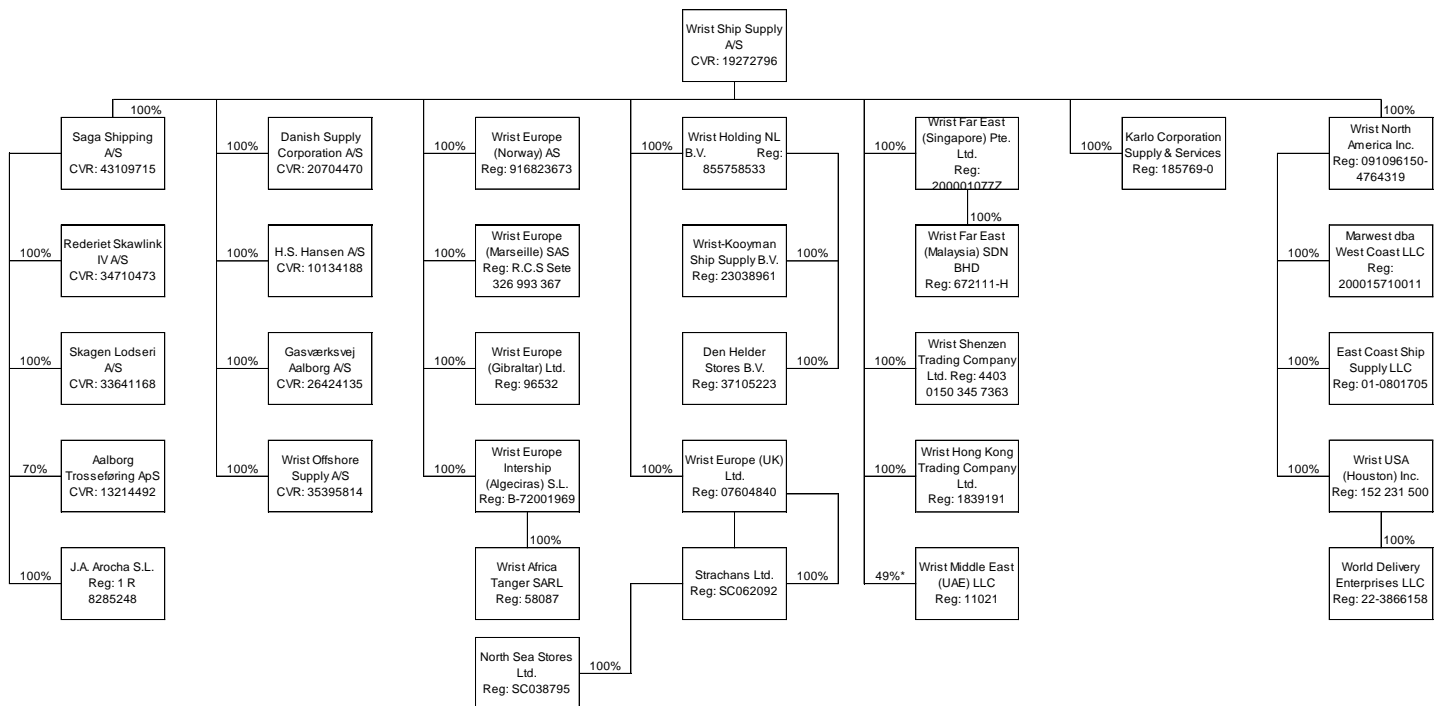 Wrist Ship Supply
A/S
CVR: 19272796
100%
Saga Shipping
A/S
CVR: 43109715
100%
Danish Supply
Corporation A/S
CVR: 20704470
100%
Wrist Europe
(Norway) AS
Reg: 916823673
100%
Wrist Holding NL
B.V. Reg:
855758533
100%
Wrist Far East
(Singapore) Pte.
Ltd.
Reg:
200001077Z
100%
Karlo Corporation
Supply & Services
Reg: 185769-0
100%
Wrist North
America Inc.
Reg: 091096150-
4764319
100%
Rederiet Skawlink
IV A/S
CVR: 34710473
100%
H.S. Hansen A/S
CVR: 10134188
100%
Wrist Europe
(Marseille) SAS
Reg: R.C.S Sete
326 993 367
Wrist-Kooyman
Ship Supply B.V.
Reg: 23038961
100%
100%
Wrist Far East
(Malaysia) SDN
BHD
Reg: 672111-H
100%
Marwest dba
West Coast LLC
Reg:
200015710011
100%
Skagen Lodseri
A/S
CVR: 33641168
100%
Gasværksvej
Aalborg A/S
CVR: 26424135
100%
Wrist Europe
(Gibraltar) Ltd.
Reg: 96532
Den Helder
Stores B.V.
Reg: 37105223
100%
100%
Wrist Shenzen
Trading Company
Ltd. Reg: 4403
0150 345 7363
100%
East Coast Ship
Supply LLC
Reg: 01-0801705
70%
Aalborg
Trosseføring ApS
CVR: 13214492
100%
Wrist Offshore
Supply A/S
CVR: 35395814
100%
Wrist Europe
Intership
(Algeciras) S.L.
Reg: B-72001969
100%
Wrist Europe (UK)
Ltd.
Reg: 07604840
100%
Wrist Hong Kong
Trading Company
Ltd.
Reg: 1839191
100%
Wrist USA
(Houston) Inc.
Reg: 152 231 500
100%
J.A. Arocha S.L.
Reg: 1 R
8285248
100%
Wrist Africa
Tanger SARL
Reg: 58087
Strachans Ltd.
Reg: SC062092
100%
49%*
Wrist Middle East
(UAE) LLC
Reg: 11021
100%
World Delivery
Enterprises LLC
Reg: 22-3866158
North Sea Stores
Ltd.
Reg: SC038795
100%